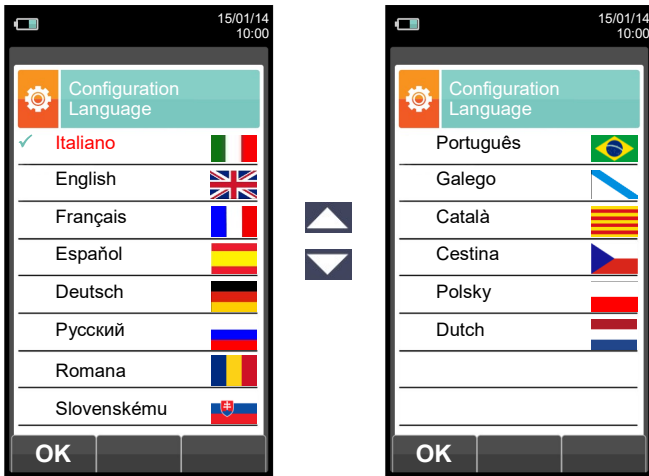 15/01/14
10:00
Configuration
Language
Italiano
English
Français
Espaňol
Deutsch
Русский
Romana
Slovenskému
OK
15/01/14
10:00
Configuration
Language
Português
Galego
Català
Cestina
Polsky
Dutch
OK